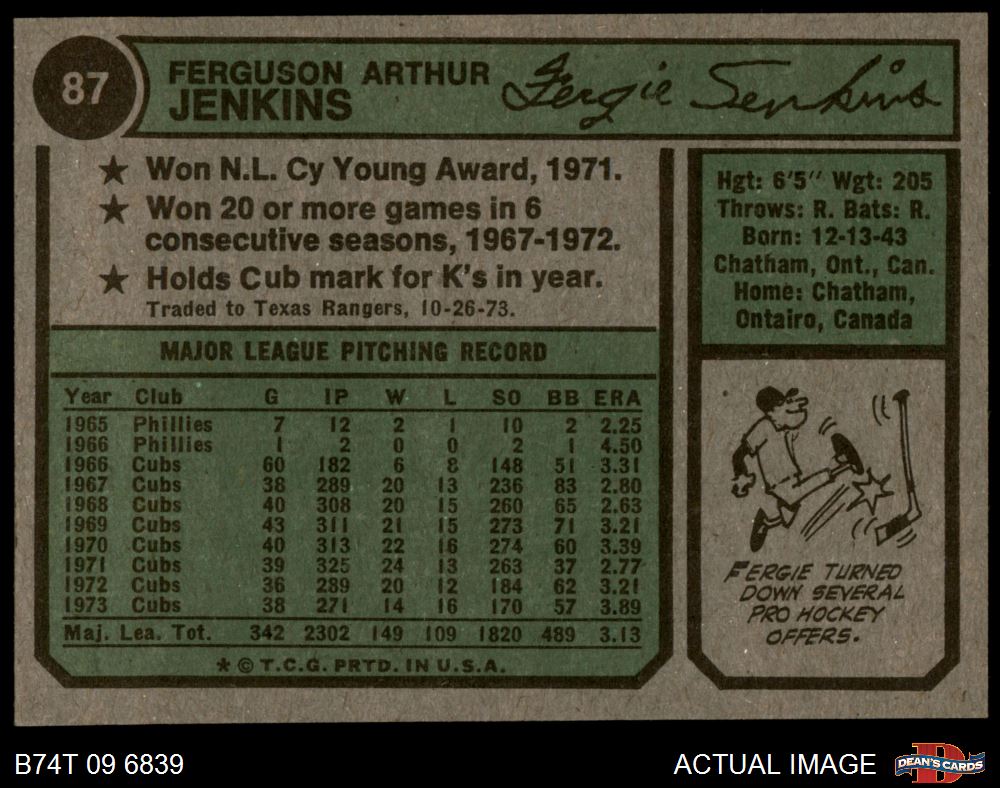 87
FERGUSON ARTHUR
JENKINS
Fergie Jenkins
★ Won N.L. Cy Young Award, 1971.
★ Won 20 or more games in 6
consecutive seasons, 1967-1972.
★ Holds Cub mark for K's in year.
Traded to Texas Rangers, 10-26-73.
MAJOR LEAGUE PITCHING RECORD
Year Club G IP W L SO BB ERA
1965 Phillies 7 12 2 1 10 2 2.25
1966 Phillies 1 2 0 0 2 1 4.50
1966 Cubs 60 182 6 8 148 51 3.31
1967 Cubs 38 289 20 13 236 83 2.80
1968 Cubs 40 308 20 15 260 65 2.63
1969 Cubs 43 311 21 15 273 71 3.21
1970 Cubs 40 313 22 16 274 60 3.39
1971 Cubs 39 325 24 13 263 37 2.77
1972 Cubs 36 289 20 12 184 62 3.21
1973 Cubs 38 271 14 16 170 57 3.89
Maj. Lea. Tot. 342 2302 149 109 1820 489 3.13
★ © T.C.G. PRTD. IN U.S.A.
Hgt: 6'5" Wgt: 205
Throws: R. Bats: R.
Born: 12-13-43
Chatham, Ont., Can.
Home: Chatham,
Ontairo, Canada
FERGIE TURNED
DOWN SEVERAL
PRO HOCKEY
OFFERS.
B74T 09 6839
ACTUAL IMAGE
D
DEAN'S CARDS